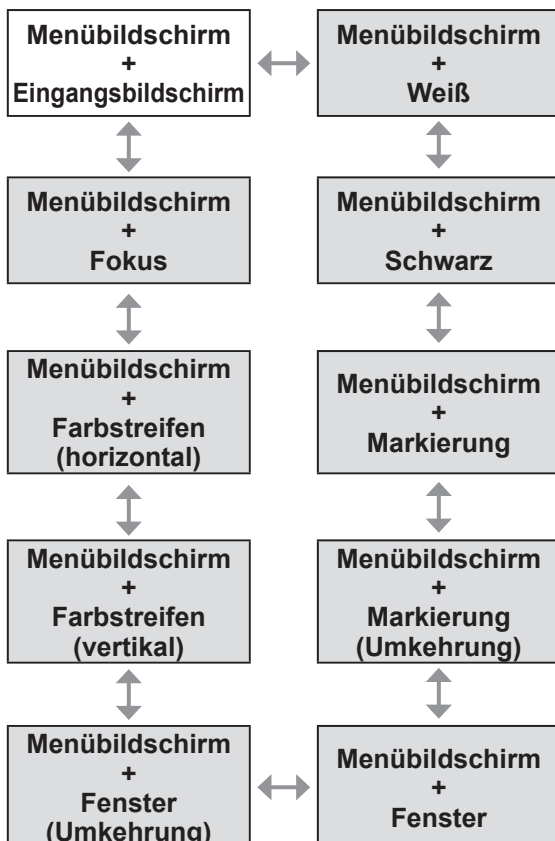 Menübildschirm
+
Eingangsbildschirm
Menübildschirm
+
Weiß
Menübildschirm
+
Fokus
Menübildschirm
+
Schwarz
Menübildschirm
+
Farbstreifen
(horizontal)
Menübildschirm
+
Markierung
Menübildschirm
+
Farbstreifen
(vertikal)
Menübildschirm
+
Markierung
(Umkehrung)
Menübildschirm
+
Fenster
(Umkehrung)
Menübildschirm
+
Fenster